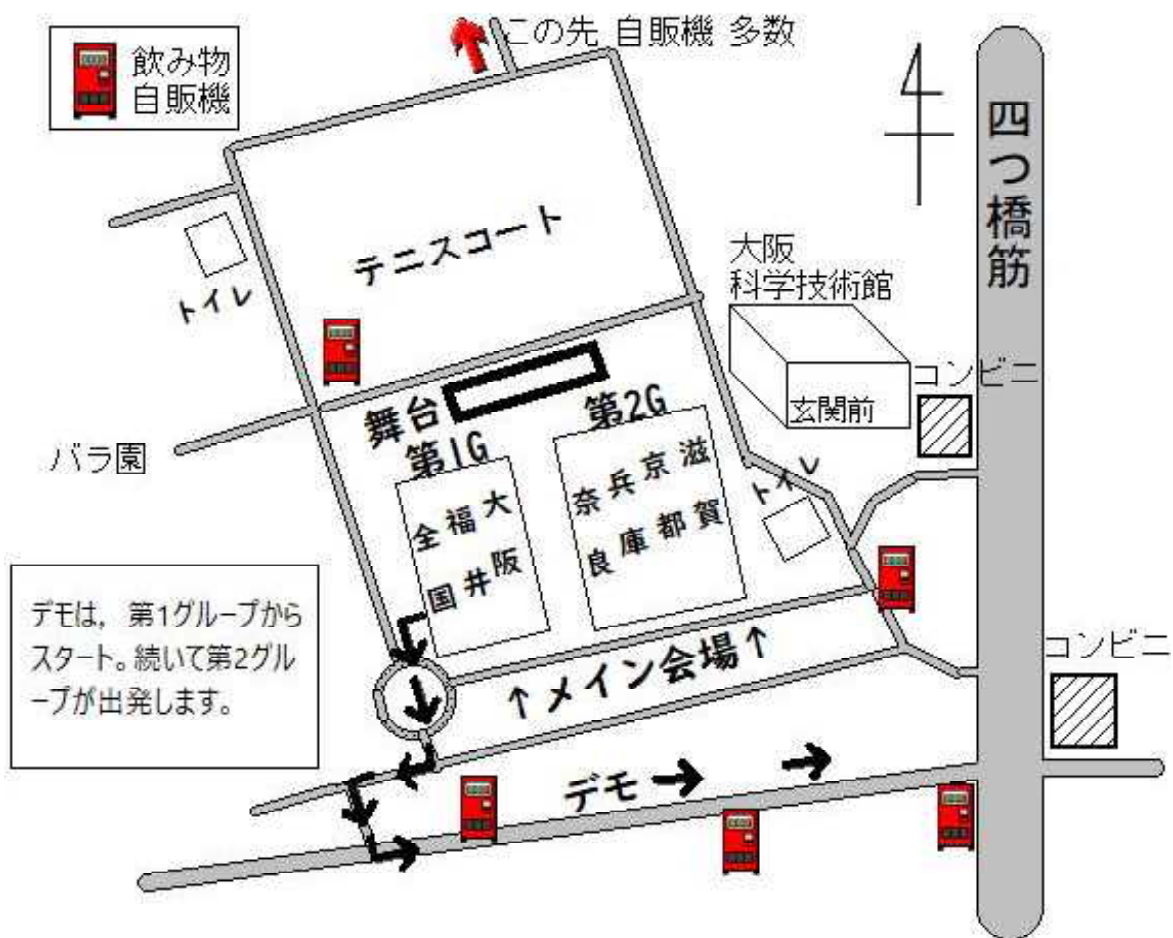 この先 自販機 多数
飲み物
自販機
四つ橋筋
テニスコート
大阪
科学技術館
トイレ
コンビニ
玄関前
舞台
第2G
第1G
バラ園
トイレ
滋賀
京都
兵庫
奈良
大阪
福井
全国
デモは，第1グループから
スタート。続いて第2グル
ープが出発します。
コンビニ
↑メイン会場↑
デモ→ →